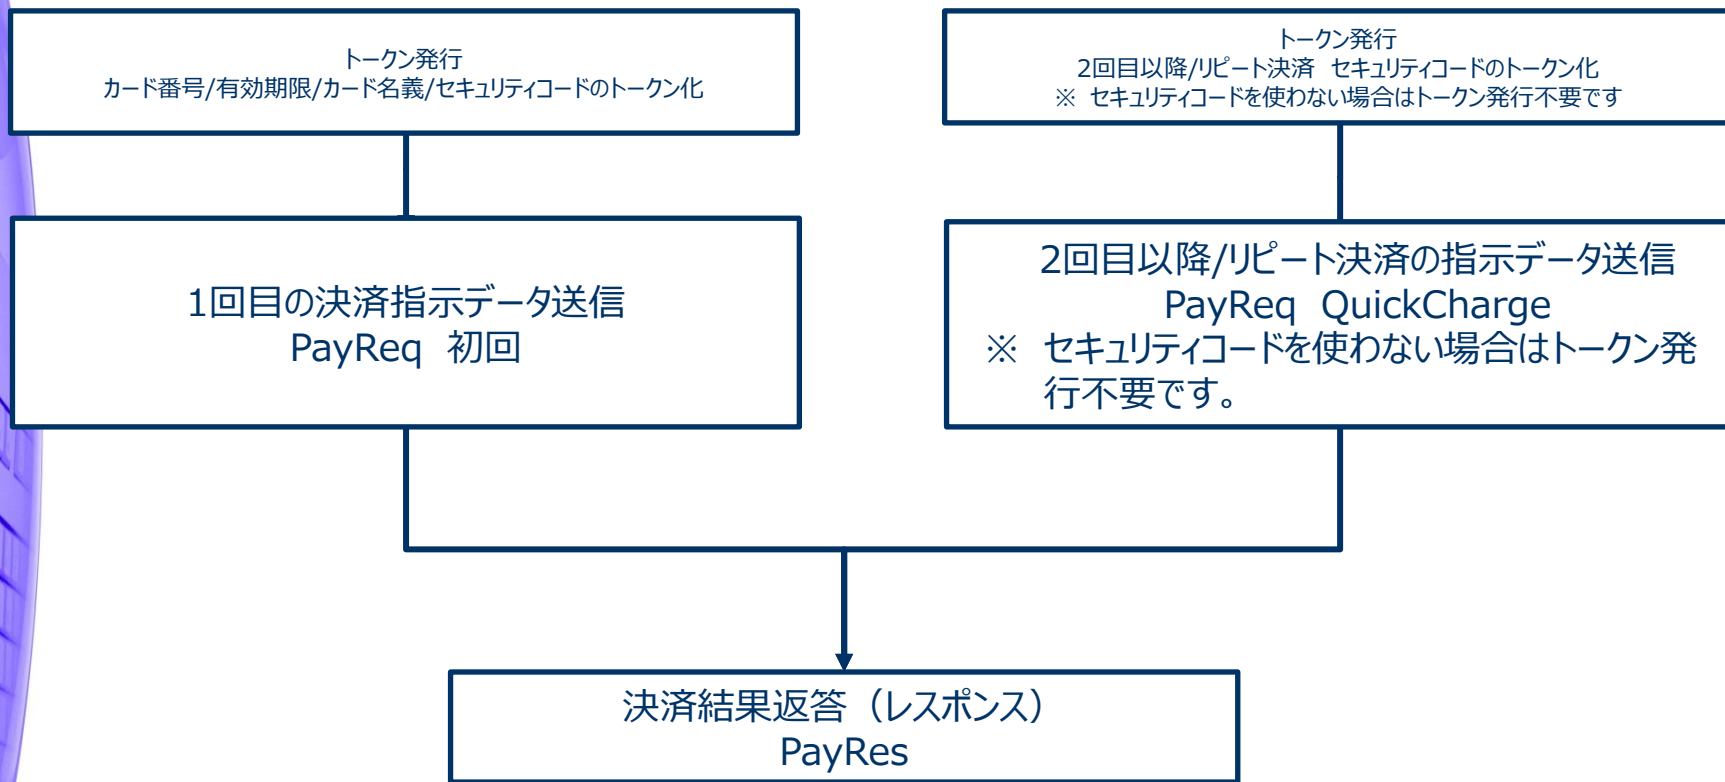 トークン発行
カード番号/有効期限/カード名義/セキュリティコードのトークン化
トークン発行
2回目以降/リピート決済 セキュリティコードのトークン化
※ セキュリティコードを使わない場合はトークン発行不要です
1回目の決済指示データ送信
PayReq 初回
2回目以降/リピート決済の指示データ送信
PayReq QuickCharge
※ セキュリティコードを使わない場合はトークン発
行不要です。
決済結果返答（レスポンス）
PayRes